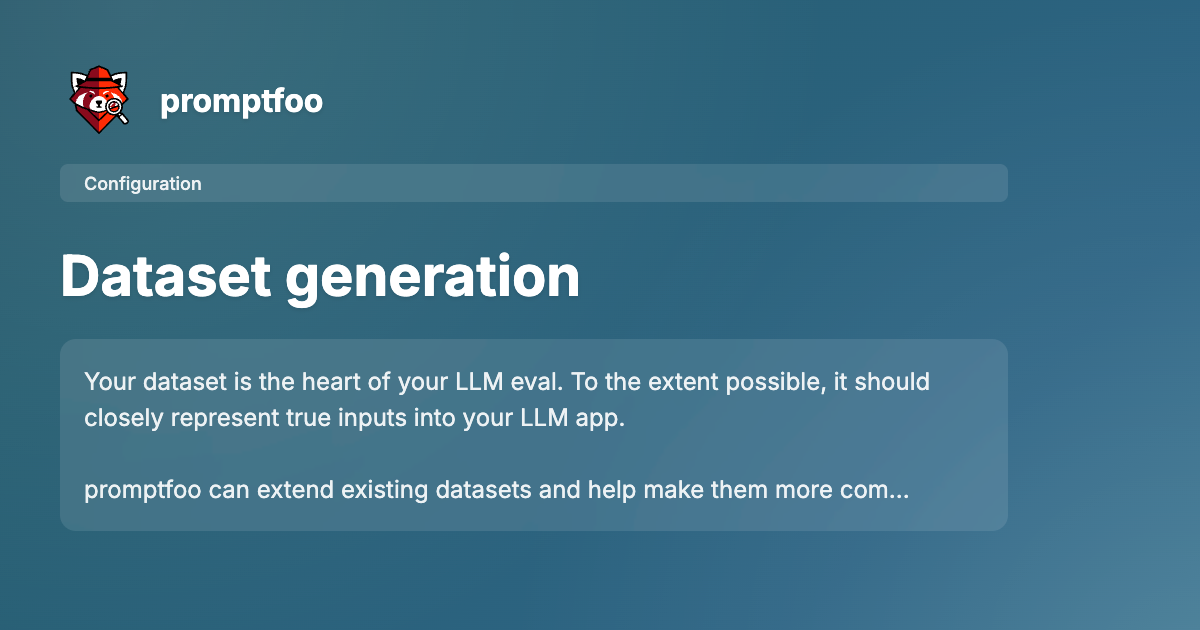 promptfoo
Configuration
Dataset generation
Your dataset is the heart of your LLM eval. To the extent possible, it should
closely represent true inputs into your LLM app.
promptfoo can extend existing datasets and help make them more com...